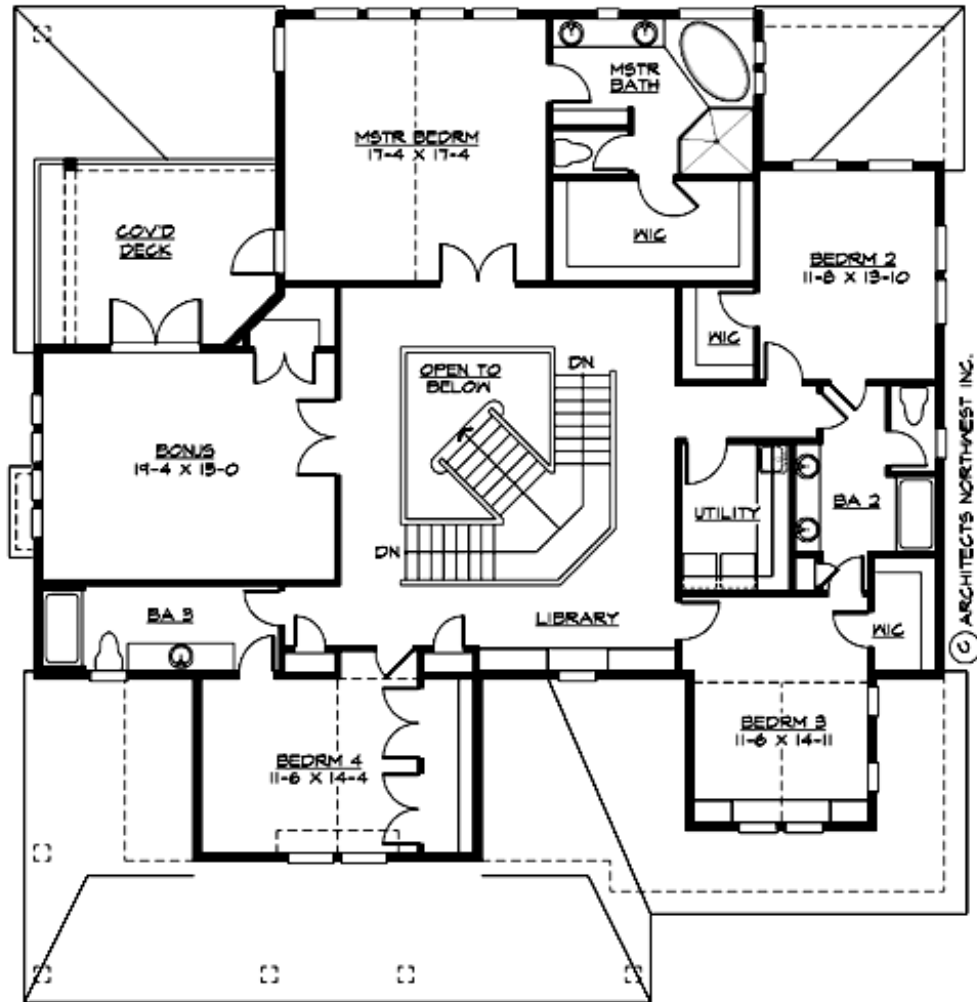 MSTR
BATH
MSTR BEDRM
17-4 X 17-4
COV'D
DECK
WIC
BEDRM 2
11-8 X 13-10
WIC
OPEN TO
BELOW
DN
BONUS
19-4 X 15-0
UTILITY
BA 2
DN
BA 3
LIBRARY
WIC
BEDRM 3
11-6 X 14-11
BEDRM 4
11-6 X 14-4
© ARCHITECTS NORTHWEST INC.